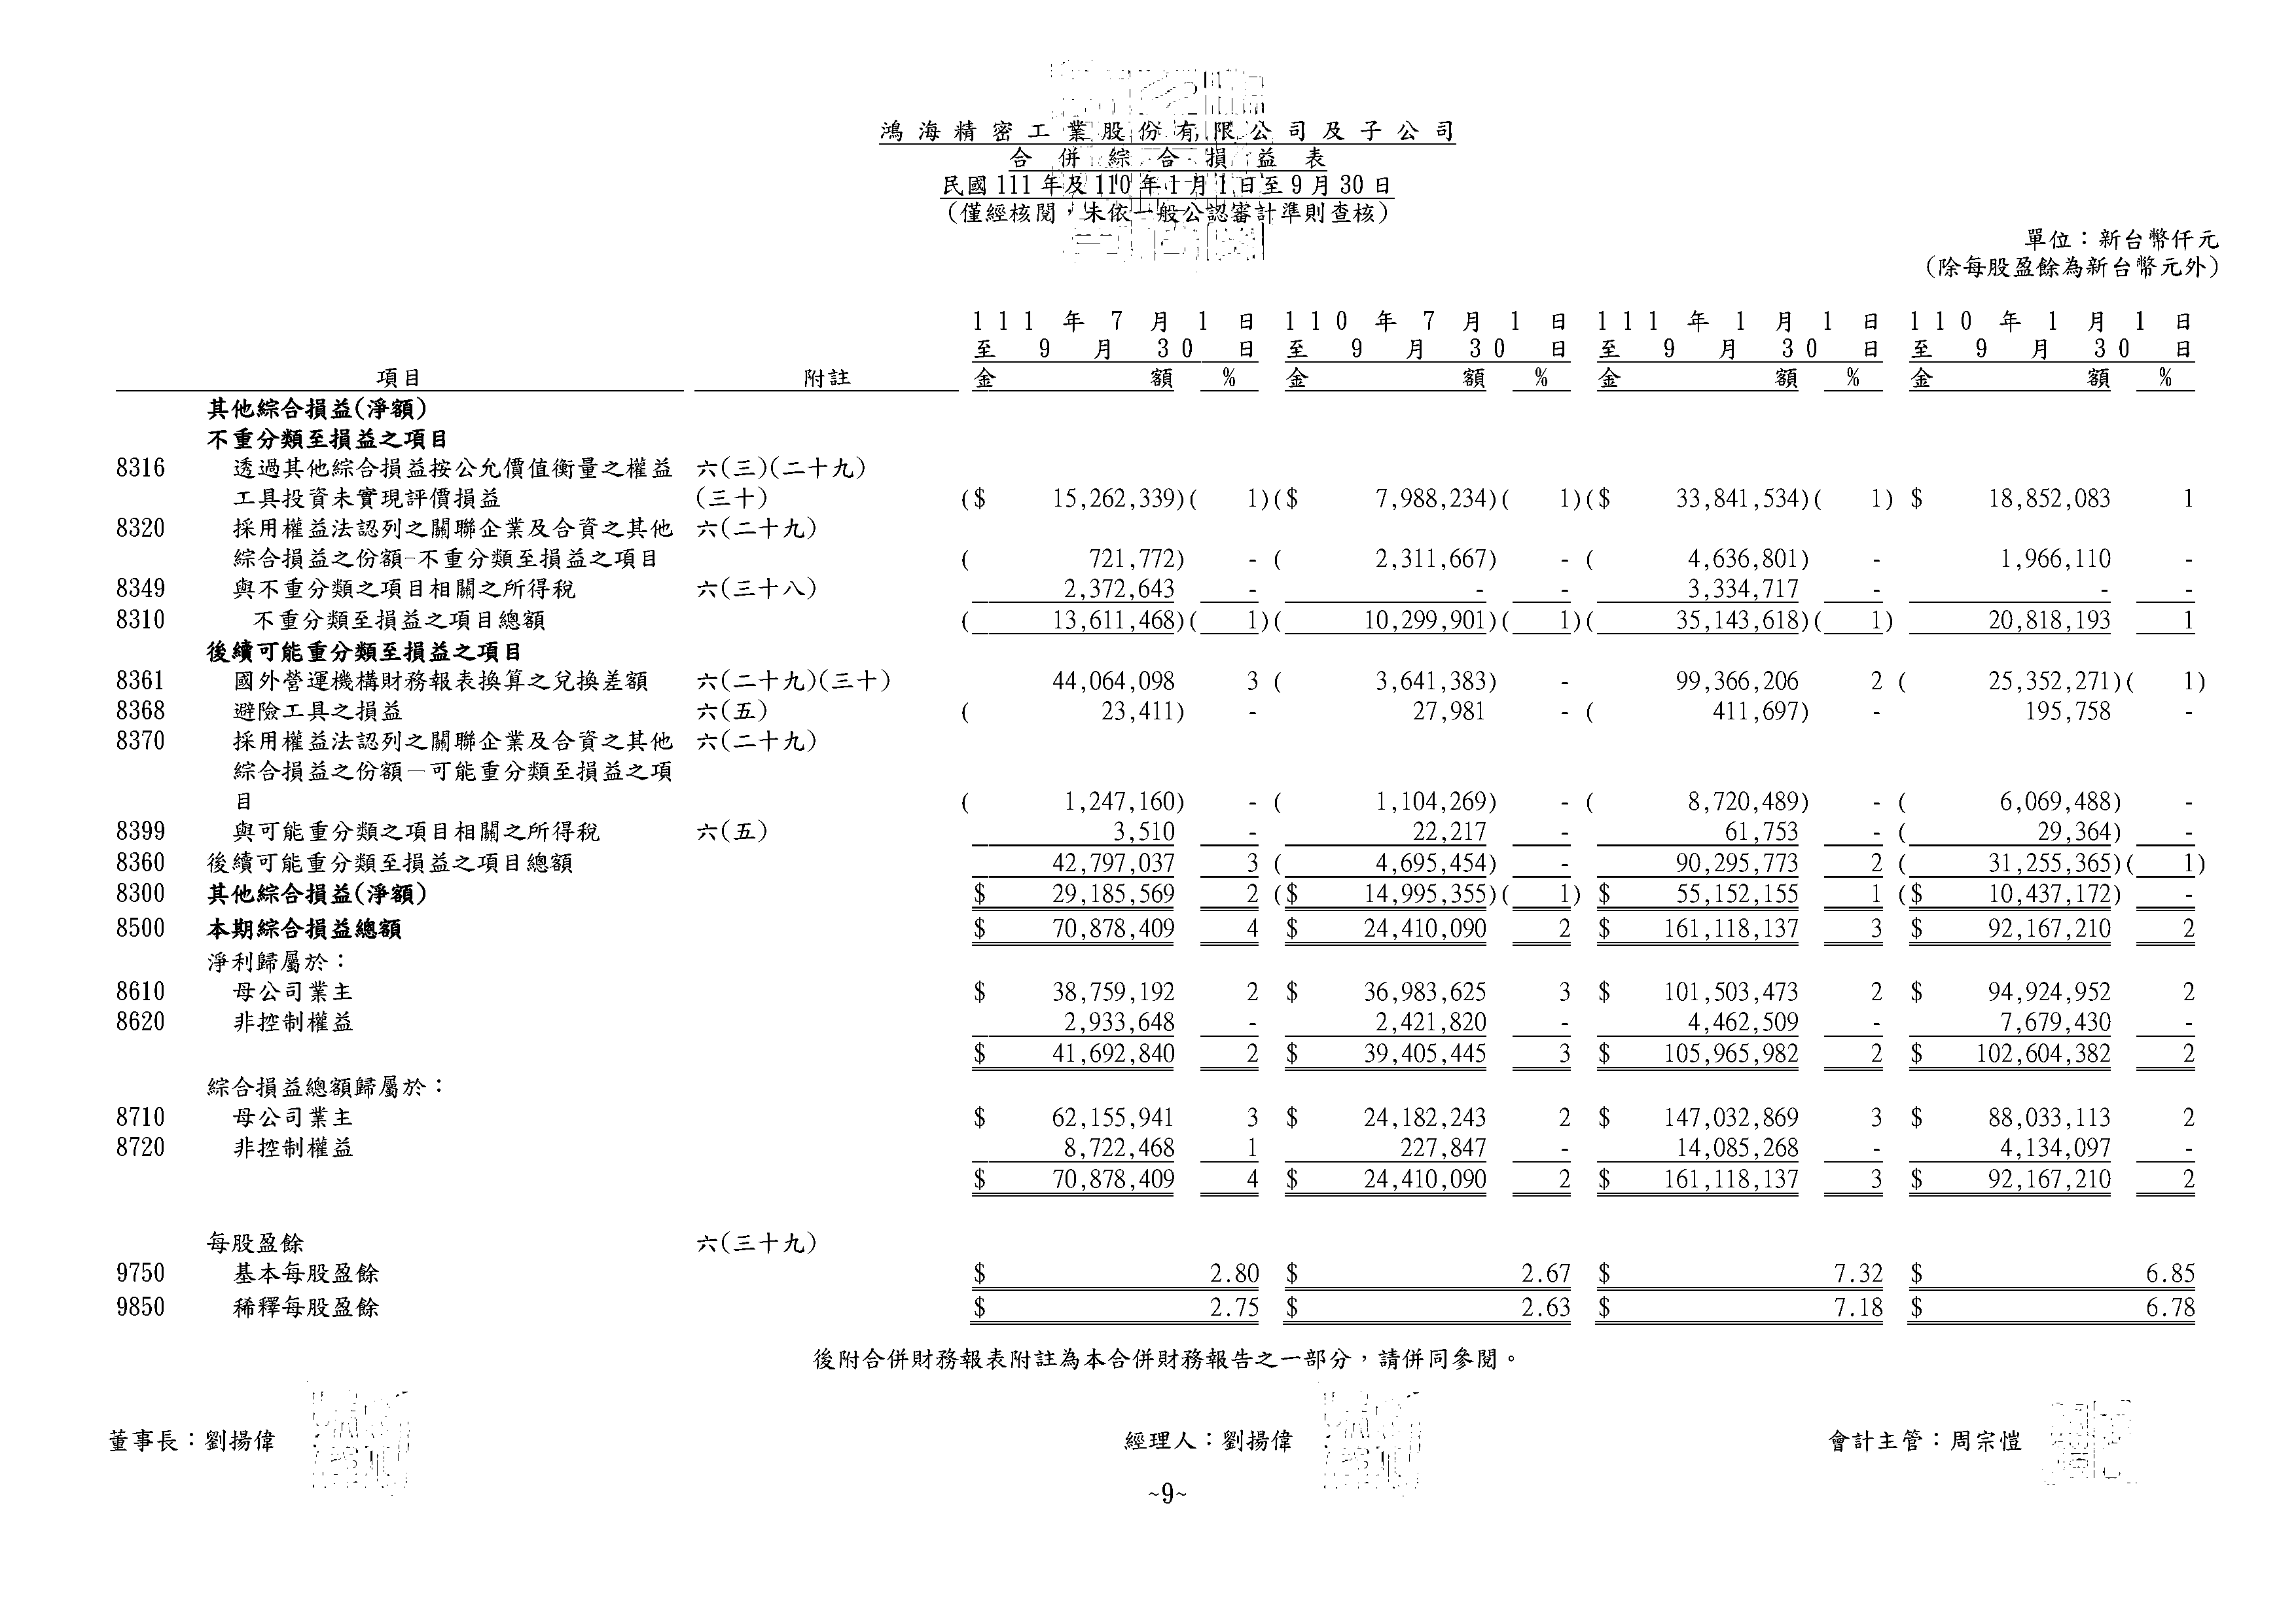 鴻海精密工業股份有限公司及子公司
合併綜合損益表
民國111年及110年1月1日至9月30日
(僅經核閱,未依一般公認審計準則查核)
單位:新台幣仟元
(除每股盈餘為新台幣元外)
111年7月1日 110年7月1日 111年1月1日 110年1月1日
至9月30日 至9月30日 至9月30日 至9月30日
項目 附註 金額 % 金額 % 金額 % 金額 %
其他綜合損益(淨額)
不重分類至損益之項目
8316 透過其他綜合損益按公允價值衡量之權益 六(三)(二十九)
工具投資未實現評價損益 (三十) ($ 15,262,339)( 1)($ 7,988,234)( 1)($ 33,841,534)( 1) $ 18,852,083 1
8320 採用權益法認列之關聯企業及合資之其他 六(二十九)
綜合損益之份額-不重分類至損益之項目 ( 721,772) - ( 2,311,667) - ( 4,636,801) - 1,966,110 -
8349 與不重分類之項目相關之所得稅 六(三十八) 2,372,643 - - - 3,334,717 - - -
8310 不重分類至損益之項目總額 ( 13,611,468)( 1)( 10,299,901)( 1)( 35,143,618)( 1) 20,818,193 1
後續可能重分類至損益之項目
8361 國外營運機構財務報表換算之兌換差額 六(二十九)(三十) 44,064,098 3 ( 3,641,383) - 99,366,206 2 ( 25,352,271)( 1)
8368 避險工具之損益 六(五) ( 23,411) - 27,981 - ( 411,697) - 195,758 -
8370 採用權益法認列之關聯企業及合資之其他 六(二十九)
綜合損益之份額－可能重分類至損益之項
目 ( 1,247,160) - ( 1,104,269) - ( 8,720,489) - ( 6,069,488) -
8399 與可能重分類之項目相關之所得稅 六(五) 3,510 - 22,217 - 61,753 - ( 29,364) -
8360 後續可能重分類至損益之項目總額 42,797,037 3 ( 4,695,454) - 90,295,773 2 ( 31,255,365)( 1)
8300 其他綜合損益(淨額) $ 29,185,569 2 ($ 14,995,355)( 1) $ 55,152,155 1 ($ 10,437,172) -
8500 本期綜合損益總額 $ 70,878,409 4 $ 24,410,090 2 $ 161,118,137 3 $ 92,167,210 2
淨利歸屬於:
8610 母公司業主 $ 38,759,192 2 $ 36,983,625 3 $ 101,503,473 2 $ 94,924,952 2
8620 非控制權益 2,933,648 - 2,421,820 - 4,462,509 - 7,679,430 -
$ 41,692,840 2 $ 39,405,445 3 $ 105,965,982 2 $ 102,604,382 2
綜合損益總額歸屬於:
8710 母公司業主 $ 62,155,941 3 $ 24,182,243 2 $ 147,032,869 3 $ 88,033,113 2
8720 非控制權益 8,722,468 1 227,847 - 14,085,268 - 4,134,097 -
$ 70,878,409 4 $ 24,410,090 2 $ 161,118,137 3 $ 92,167,210 2
每股盈餘 六(三十九)
9750 基本每股盈餘 $ 2.80 $ 2.67 $ 7.32 $ 6.85
9850 稀釋每股盈餘 $ 2.75 $ 2.63 $ 7.18 $ 6.78
後附合併財務報表附註為本合併財務報告之一部分,請併同參閱。
董事長:劉揚偉 經理人:劉揚偉 會計主管:周宗愷
~9~